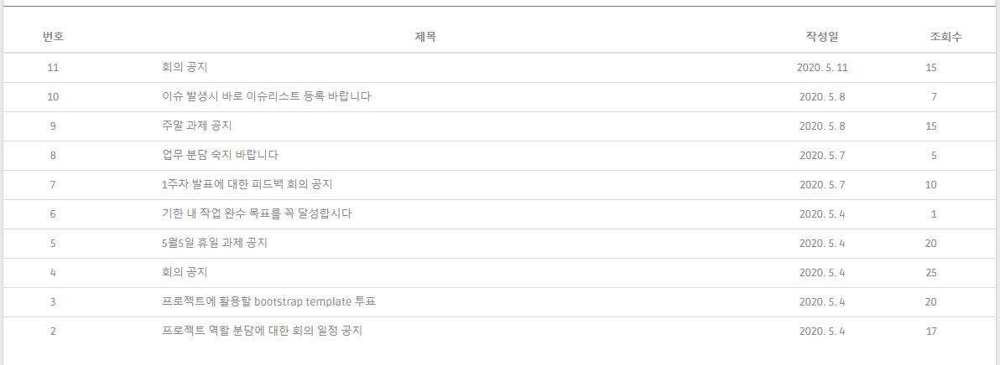 번호 제목 작성일 조회수
11 회의 공지 2020. 5. 11 15
10 이슈 발생시 바로 이슈리스트 등록 바랍니다 2020. 5. 8 7
9 주말 과제 공지 2020. 5. 8 15
8 업무 분담 숙지 바랍니다 2020. 5. 7 5
7 1주차 발표에 대한 피드백 회의 공지 2020. 5. 7 10
6 기한 내 작업 완수 목표를 꼭 달성합시다 2020. 5. 4 1
5 5월5일 휴일 과제 공지 2020. 5. 4 20
4 회의 공지 2020. 5. 4 25
3 프로젝트에 활용할 bootstrap template 투표 2020. 5. 4 20
2 프로젝트 역할 분담에 대한 회의 일정 공지 2020. 5. 4 17